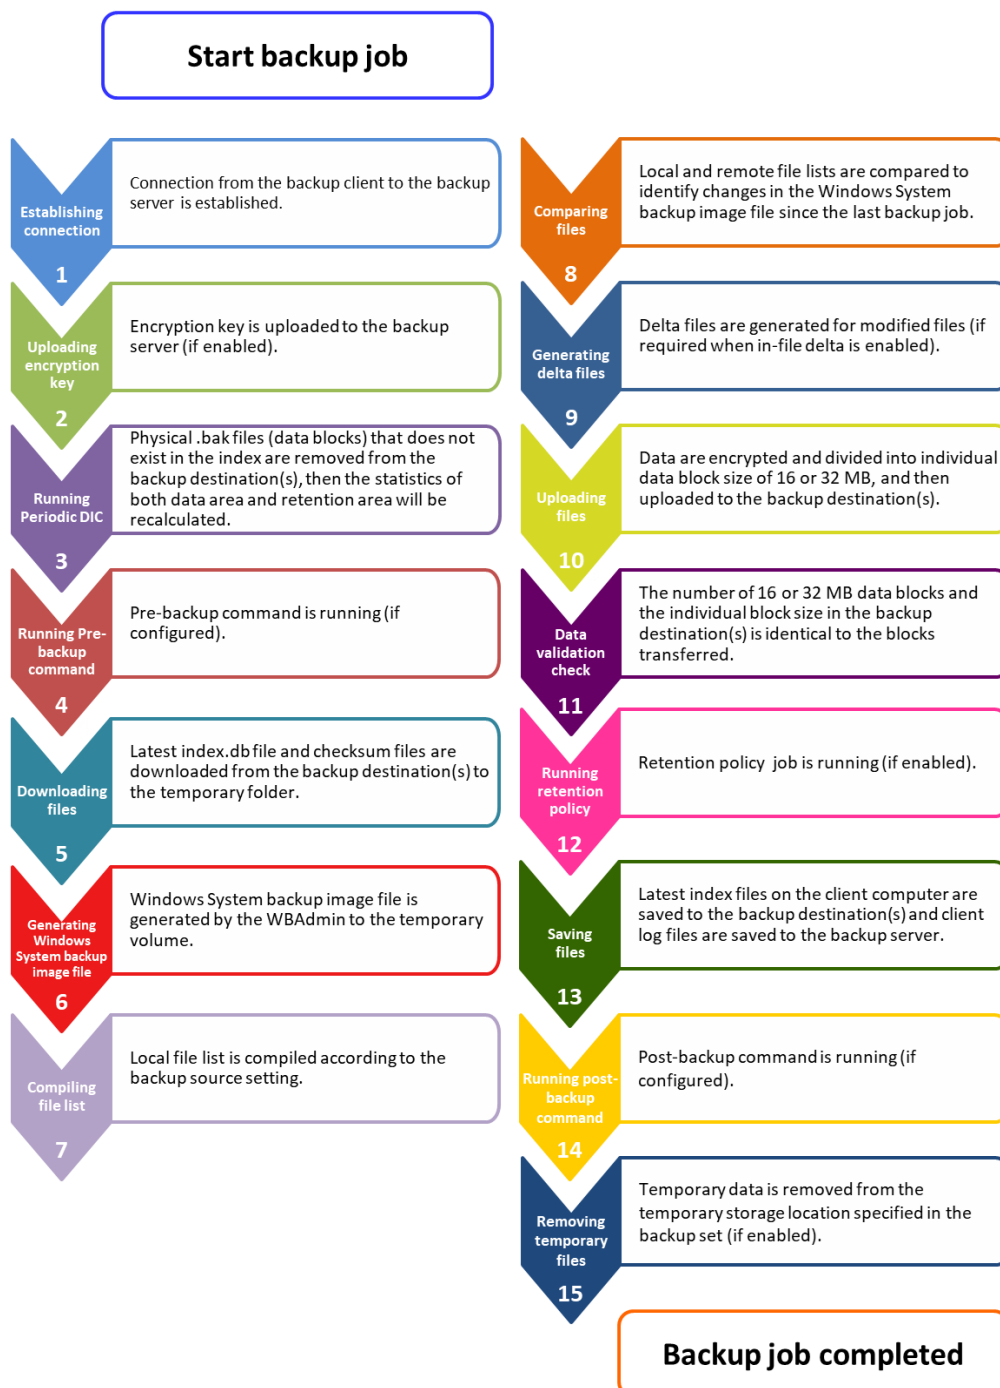 Start backup job
Establishing
connection
1
Connection from the backup client to the backup
server is established.
Uploading
encryption
key
2
Encryption key is uploaded to the backup
server (if enabled).
Running
Periodic DIC
3
Physical .bak files (data blocks) that does not
exist in the index are removed from the
backup destination(s), then the statistics of
both data area and retention area will be
recalculated.
Running Pre-
backup
command
4
Pre-backup command is running (if
configured).
Downloading
files
5
Latest index.db file and checksum files are
downloaded from the backup destination(s) to
the temporary folder.
Generating
Windows
System backup
image file
6
Windows System backup image file is
generated by the WBAdmin to the temporary
volume.
Compiling
file list
7
Local file list is compiled according to the
backup source setting.
Comparing
files
8
Local and remote file lists are compared to
identify changes in the Windows System
backup image file since the last backup job.
Generating
delta files
9
Delta files are generated for modified files (if
required when in-file delta is enabled).
Uploading
files
10
Data are encrypted and divided into individual
data block size of 16 or 32 MB, and then
uploaded to the backup destination(s).
Data
validation
check
11
The number of 16 or 32 MB data blocks and
the individual block size in the backup
destination(s) is identical to the blocks
transferred.
Running
retention
policy
12
Retention policy job is running (if enabled).
Saving
files
13
Latest index files on the client computer are
saved to the backup destination(s) and client
log files are saved to the backup server.
Running post-
backup
command
14
Post-backup command is running (if
configured).
Removing
temporary
files
15
Temporary data is removed from the
temporary storage location specified in the
backup set (if enabled).
Backup job completed